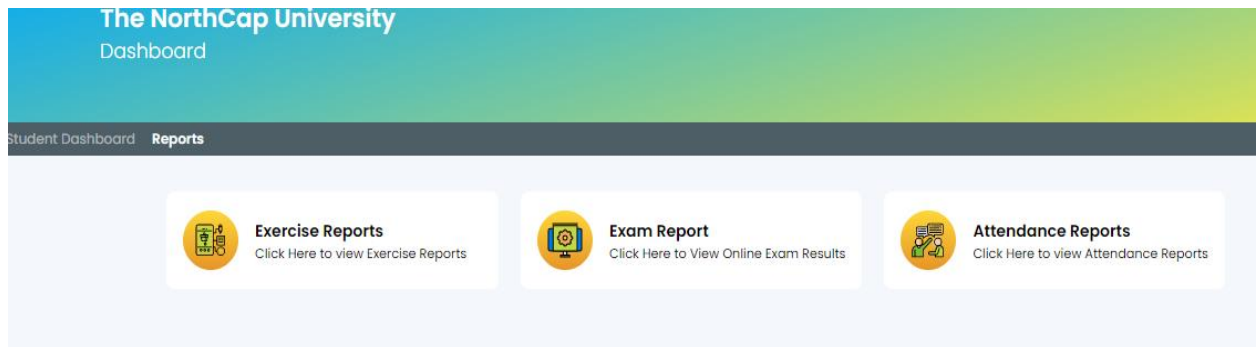 The NorthCap University
Dashboard
Student Dashboard Reports
Exercise Reports
Click Here to view Exercise Reports
Exam Report
Click Here to View Online Exam Results
Attendance Reports
Click Here to view Attendance Reports